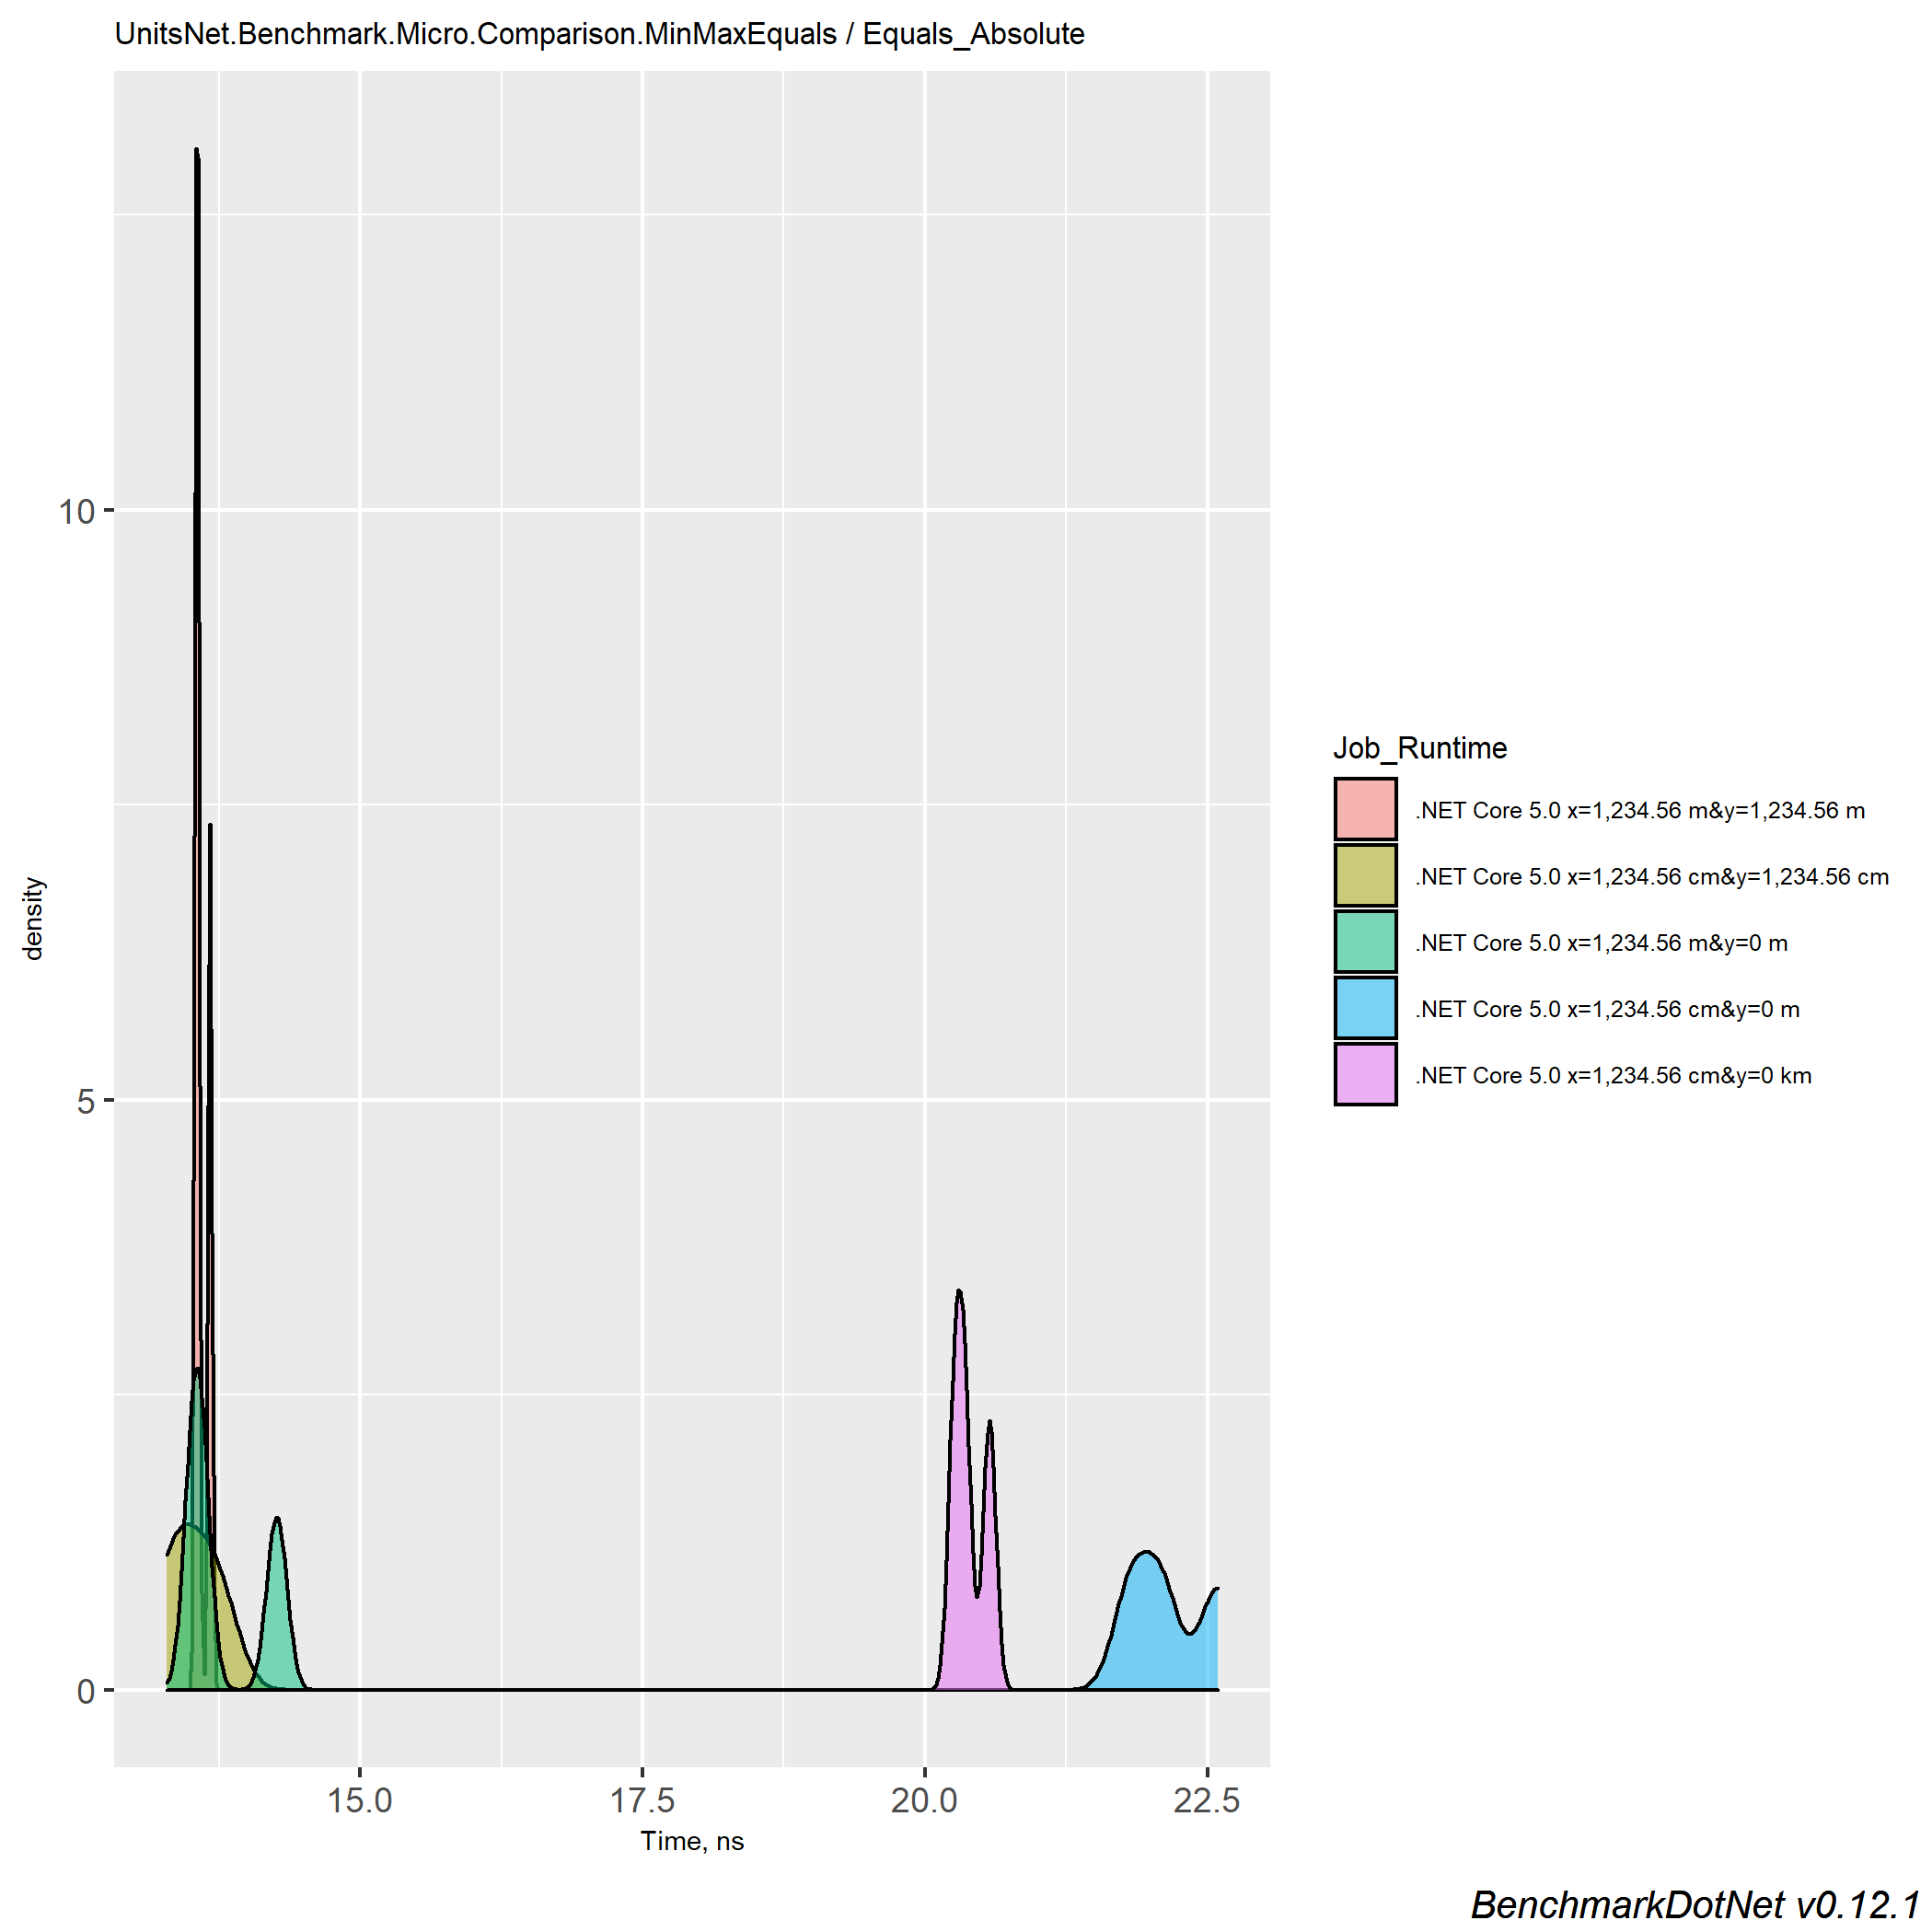 UnitsNet.Benchmark.Micro.Comparison.MinMaxEquals / Equals_Absolute
10
5
0
density
15.0
17.5
20.0
22.5
Time, ns
Job_Runtime
.NET Core 5.0 x=1,234.56 m&y=1,234.56 m
.NET Core 5.0 x=1,234.56 cm&y=1,234.56 cm
.NET Core 5.0 x=1,234.56 m&y=0 m
.NET Core 5.0 x=1,234.56 cm&y=0 m
.NET Core 5.0 x=1,234.56 cm&y=0 km
BenchmarkDotNet v0.12.1